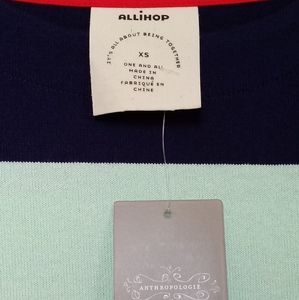 ALLIHOP
IT'S ALL ABOUT BEING TOGETHER
XS
ONE AND ALL
MADE IN
CHINA
FABRIQUÉ EN
CHINE
ANTHROPOLOGIE